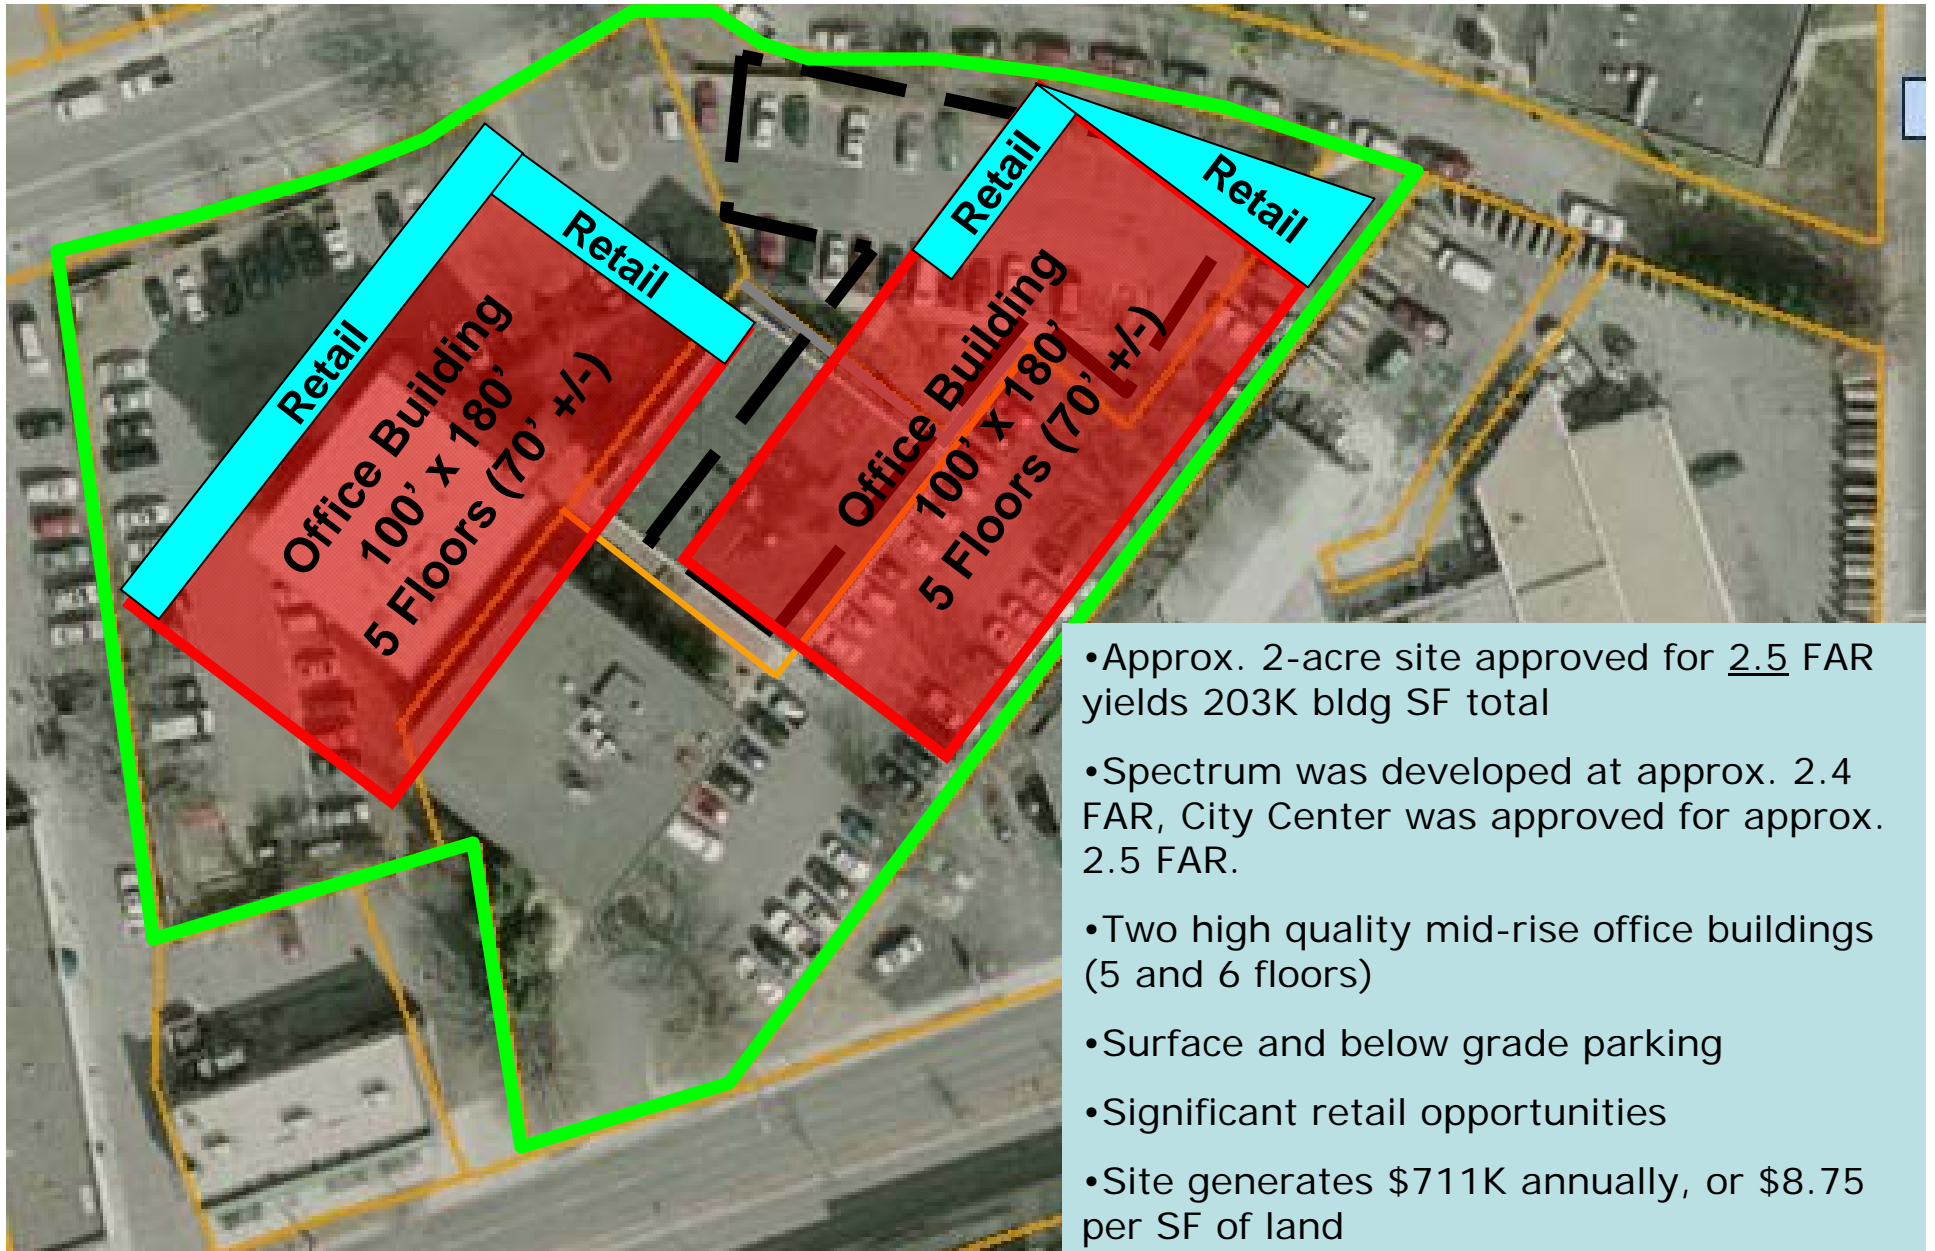 Retail
Retail
Office Building
100' x 180'
5 Floors (70' +/-)
Retail
Retail
Office Building
100' x 180'
5 Floors (70' +/-)
•Approx. 2-acre site approved for 2.5 FAR
yields 203K bldg SF total
•Spectrum was developed at approx. 2.4
FAR, City Center was approved for approx.
2.5 FAR.
•Two high quality mid-rise office buildings
(5 and 6 floors)
•Surface and below grade parking
•Significant retail opportunities
•Site generates $711K annually, or $8.75
per SF of land